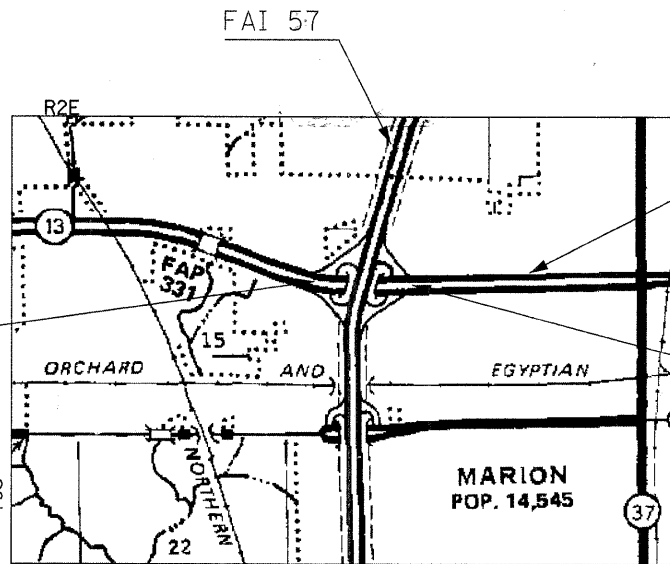 FAI 57
R2E
13
FAP
331
15
ORCHARD AND EGYPTIAN
NORTHERN
MARION
POP. 14,545
37
22